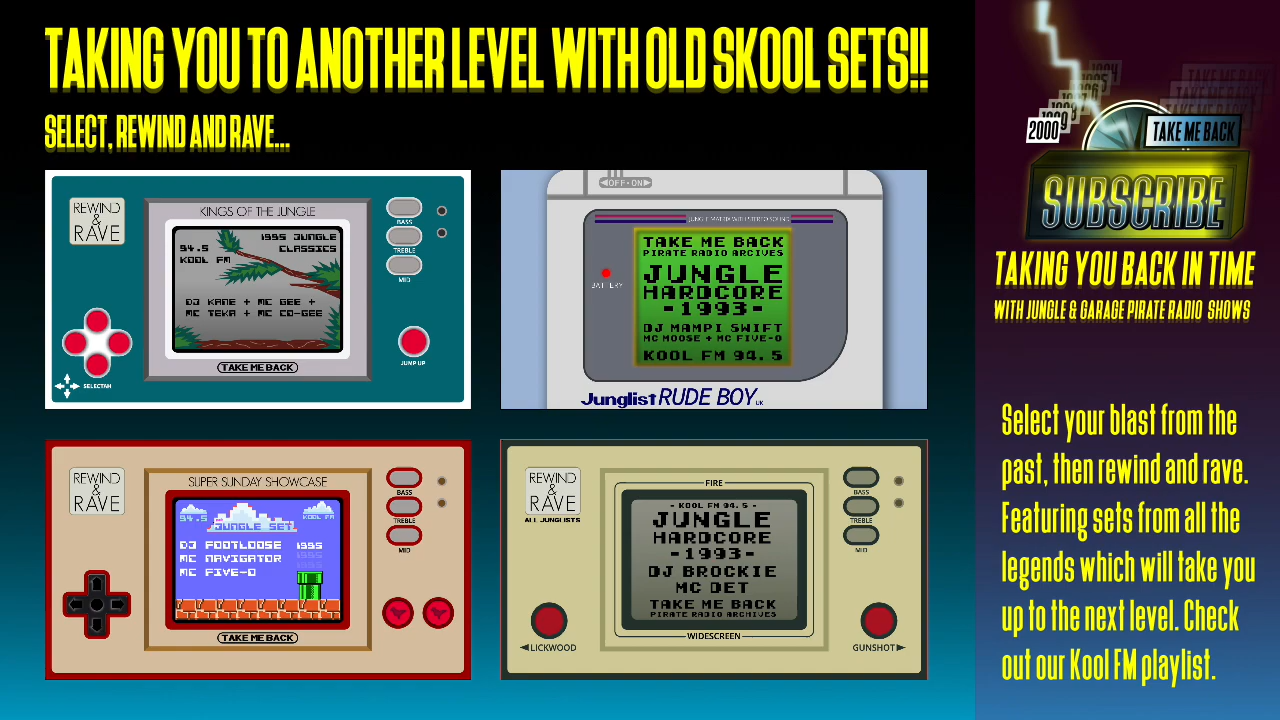 TAKING YOU TO ANOTHER LEVEL WITH OLD SKOOL SETS!!
SELECT, REWIND AND RAVE...
REWIND
&
RAVE
KINGS OF THE JUNGLE
1995 JUNGLE
CLASSICS
94.5
KOOL FM
DJ KANE + MC GEE +
MC TEKA + MC CO-GEE
TAKE ME BACK
BASS
TREBLE
MID
SELECTAH
JUMP UP
OFF•ON
JUNGLE MATRIX WITH STEREO SOUND
BATTERY
TAKE ME BACK
PIRATE RADIO ARCHIVES
JUNGLE
HARDCORE
-1993-
DJ MAMPI SWIFT
MC MOOSE + MC FIVE-O
KOOL FM 94.5
Junglist RUDE BOY UK
REWIND
&
RAVE
SUPER SUNDAY SHOWCASE
94.5
KOOL FM
JUNGLE SET
DJ FOOTLOOSE 1995
MC NAVIGATOR
MC FIVE-O
TAKE ME BACK
BASS
TREBLE
MID
REWIND
&
RAVE
ALL JUNGLISTS
FIRE
- KOOL FM 94.5 -
JUNGLE
HARDCORE
-1993-
DJ BROCKIE
MC DET
TAKE ME BACK
PIRATE RADIO ARCHIVES
WIDESCREEN
BASS
TREBLE
MID
LICKWOOD
GUNSHOT
2000
TAKE ME BACK
SUBSCRIBE
TAKING YOU BACK IN TIME
WITH JUNGLE & GARAGE PIRATE RADIO SHOWS
Select your blast from the
past, then rewind and rave.
Featuring sets from all the
legends which will take you
up to the next level. Check
out our Kool FM playlist.